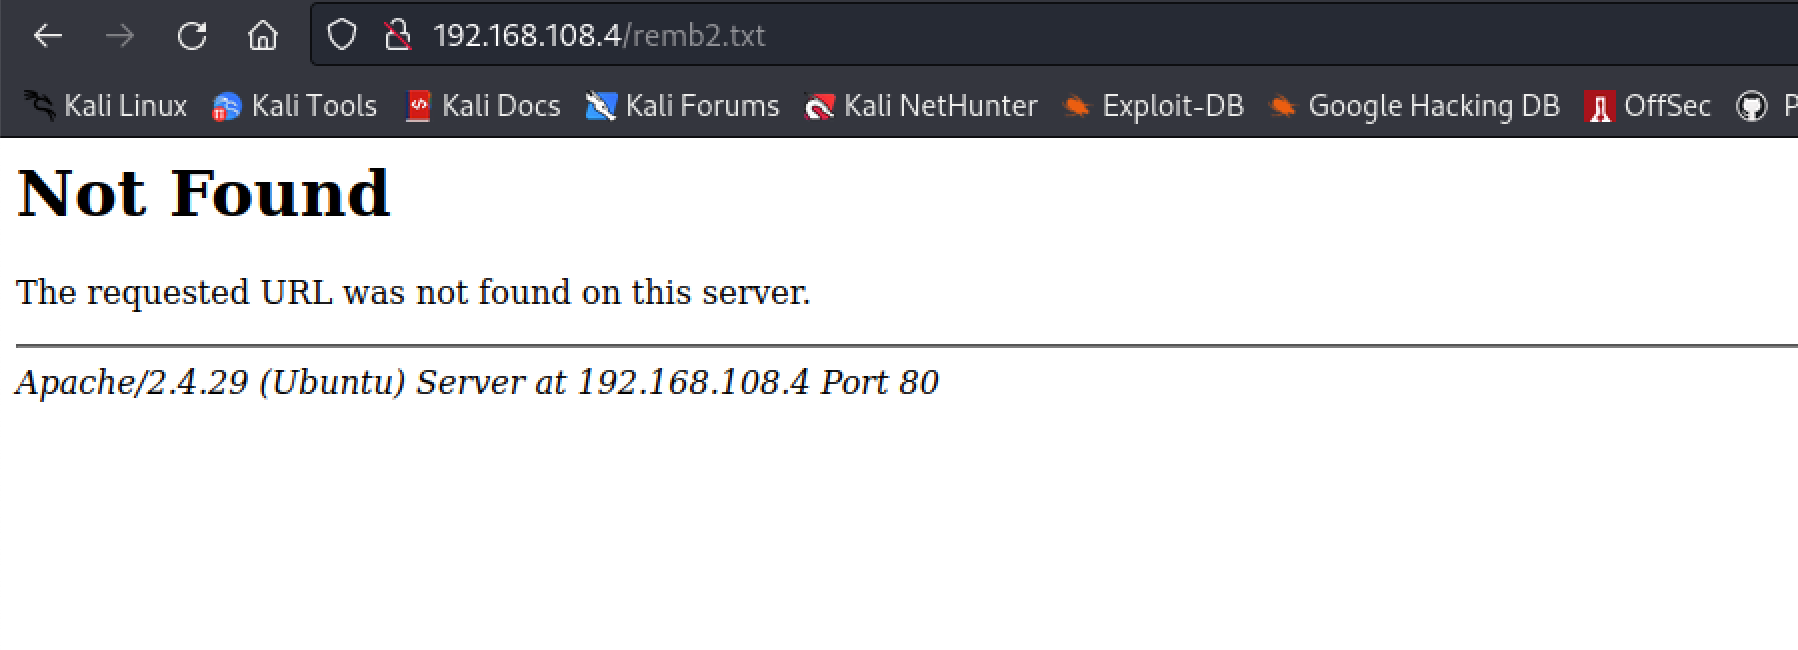 192.168.108.4/remb2.txt
Kali Linux Kali Tools Kali Docs Kali Forums Kali NetHunter Exploit-DB Google Hacking DB OffSec P
Not Found
The requested URL was not found on this server.
Apache/2.4.29 (Ubuntu) Server at 192.168.108.4 Port 80